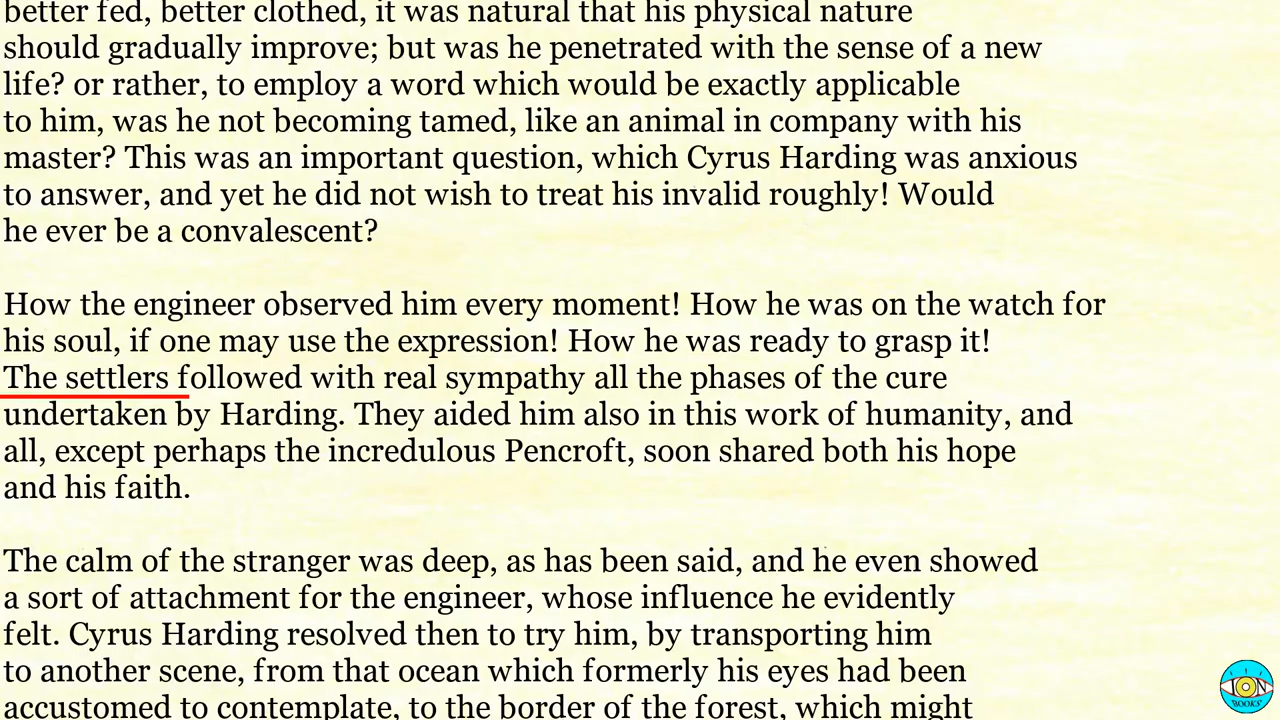 better fed, better clothed, it was natural that his physical nature
should gradually improve; but was he penetrated with the sense of a new
life? or rather, to employ a word which would be exactly applicable
to him, was he not becoming tamed, like an animal in company with his
master? This was an important question, which Cyrus Harding was anxious
to answer, and yet he did not wish to treat his invalid roughly! Would
he ever be a convalescent?
How the engineer observed him every moment! How he was on the watch for
his soul, if one may use the expression! How he was ready to grasp it!
The settlers followed with real sympathy all the phases of the cure
undertaken by Harding. They aided him also in this work of humanity, and
all, except perhaps the incredulous Pencroft, soon shared both his hope
and his faith.
The calm of the stranger was deep, as has been said, and he even showed
a sort of attachment for the engineer, whose influence he evidently
felt. Cyrus Harding resolved then to try him, by transporting him
to another scene, from that ocean which formerly his eyes had been
accustomed to contemplate, to the border of the forest, which might
ION
BOOKS